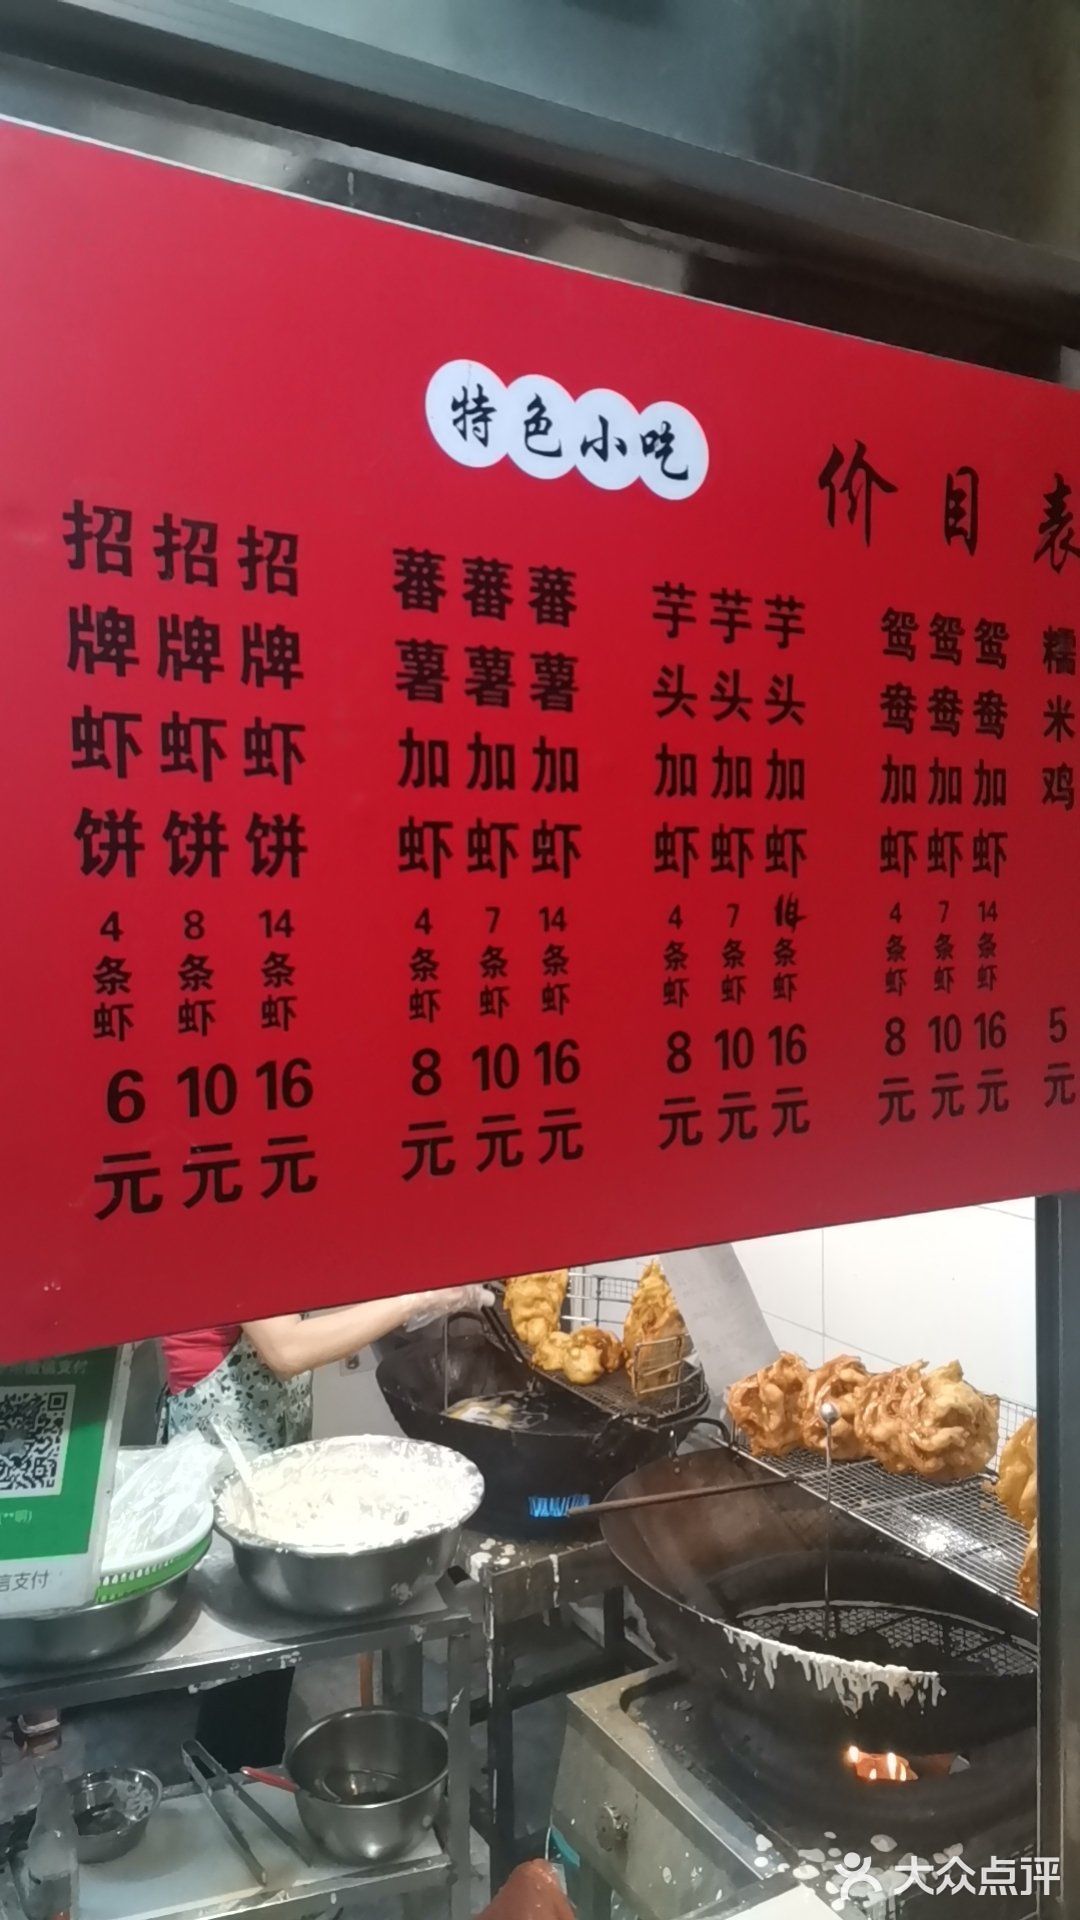 特色小吃
价目表
招牌虾饼 4条虾 6元
招牌虾饼 8条虾 10元
招牌虾饼 14条虾 16元
蕃薯加虾 4条虾 8元
蕃薯加虾 7条虾 10元
蕃薯加虾 14条虾 16元
芋头加虾 4条虾 8元
芋头加虾 7条虾 10元
芋头加虾 14条虾 16元
鸳鸯加虾 4条虾 8元
鸳鸯加虾 7条虾 10元
鸳鸯加虾 14条虾 16元
糯米鸡 5元
信支付
大众点评